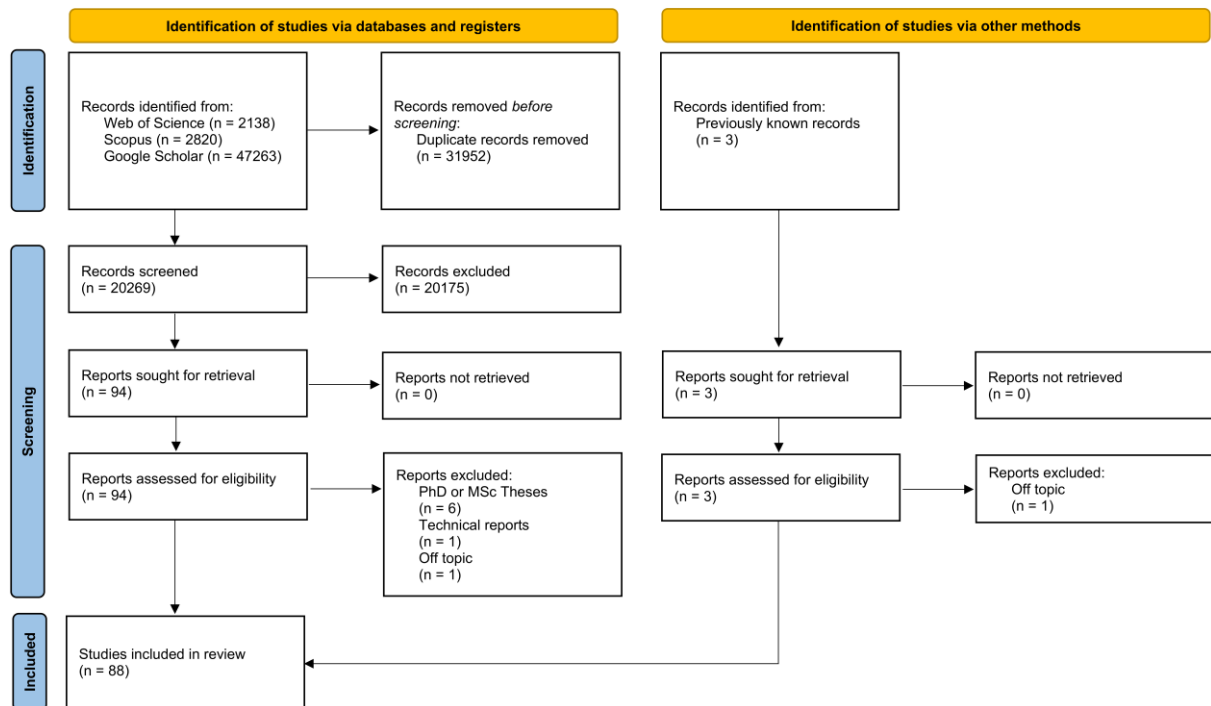 Identification of studies via databases and registers
Identification of studies via other methods
Identification
Records identified from:
Web of Science (n = 2138)
Scopus (n = 2820)
Google Scholar (n = 47263)
Records removed before
screening:
Duplicate records removed
(n = 31952)
Records identified from:
Previously known records
(n = 3)
Screening
Records screened
(n = 20269)
Records excluded
(n = 20175)
Reports sought for retrieval
(n = 94)
Reports not retrieved
(n = 0)
Reports sought for retrieval
(n = 3)
Reports not retrieved
(n = 0)
Reports assessed for eligibility
(n = 94)
Reports excluded:
PhD or MSc Theses
(n = 6)
Technical reports
(n = 1)
Off topic
(n = 1)
Reports assessed for eligibility
(n = 3)
Reports excluded:
Off topic
(n = 1)
Included
Studies included in review
(n = 88)